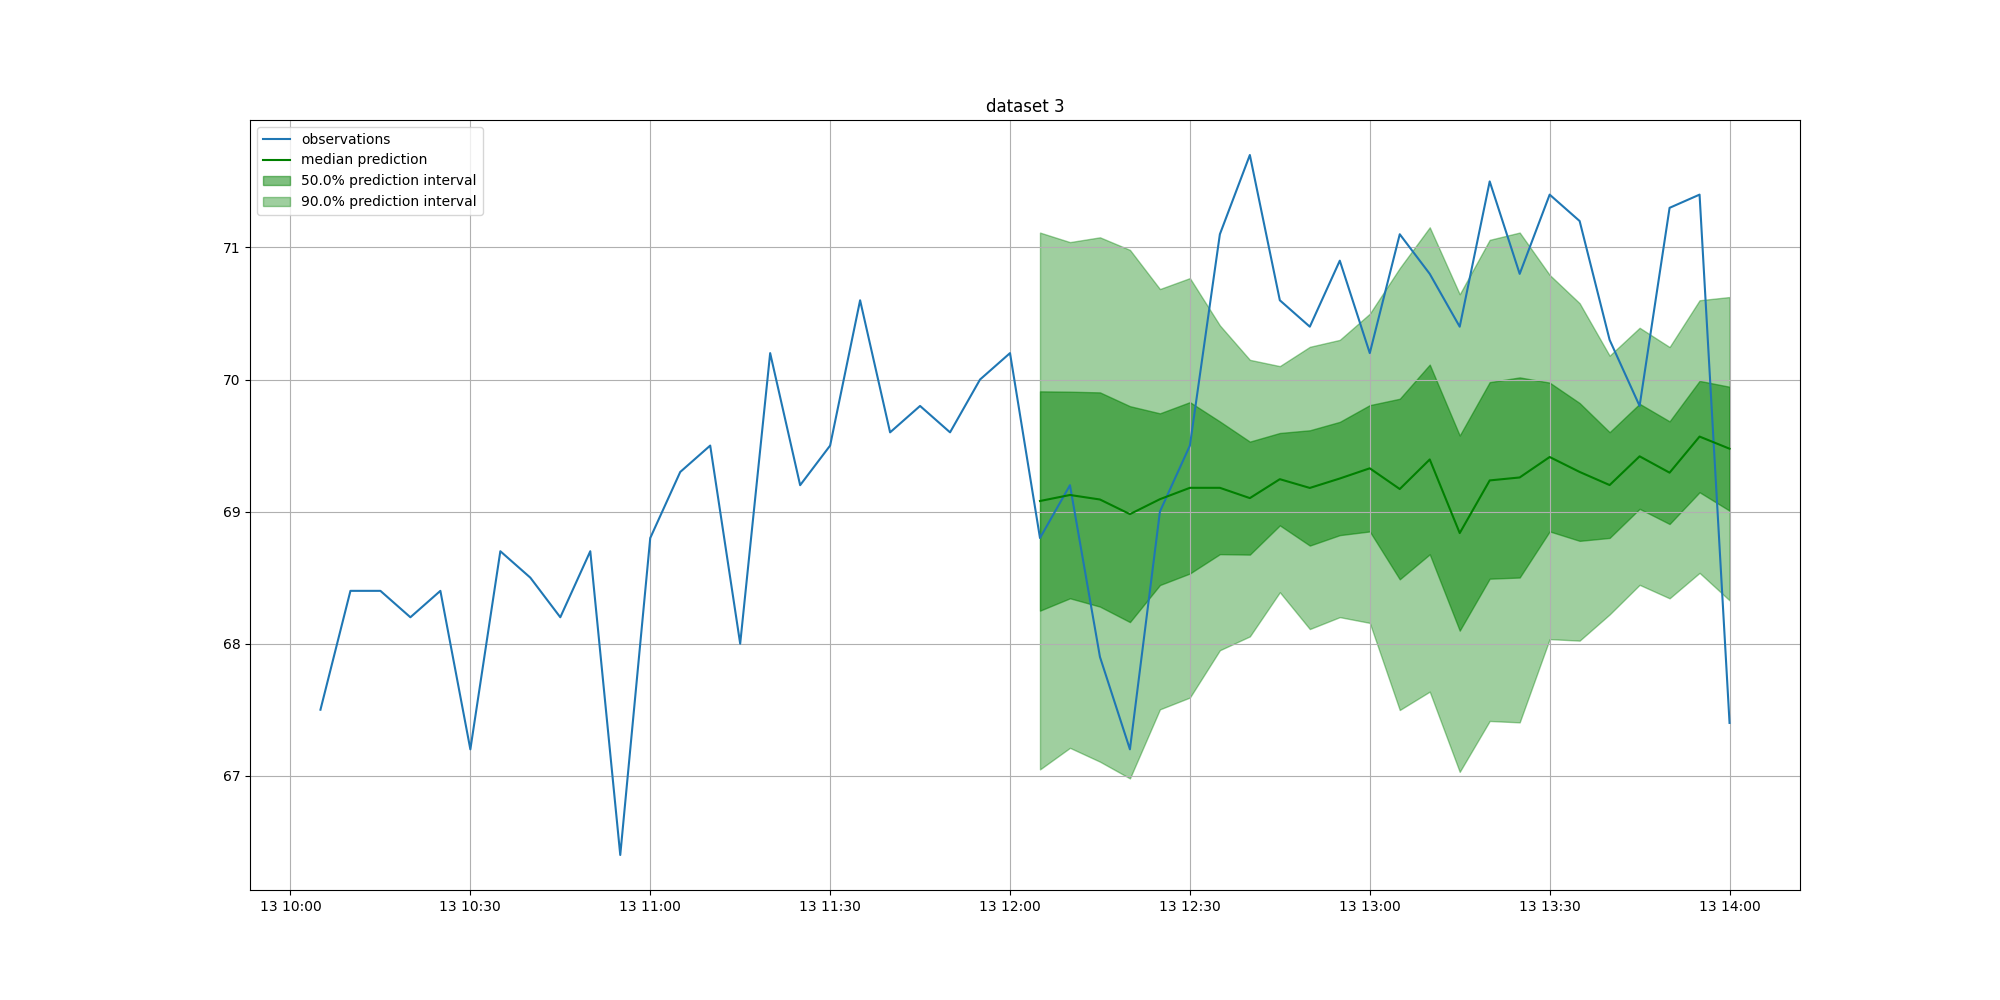 dataset 3
observations
median prediction
50.0% prediction interval
90.0% prediction interval
71
70
69
68
67
13 10:00
13 10:30
13 11:00
13 11:30
13 12:00
13 12:30
13 13:00
13 13:30
13 14:00